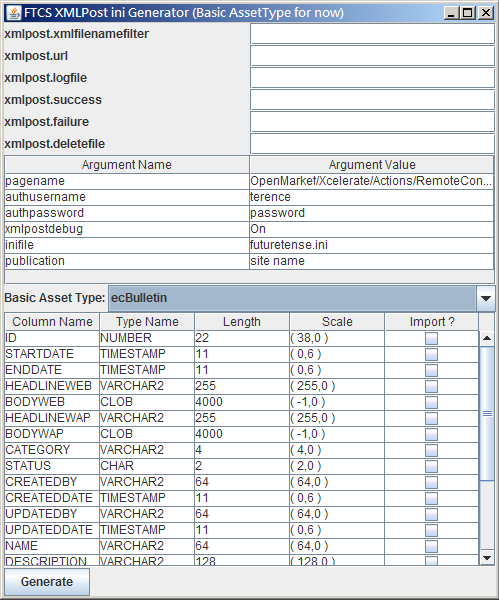 FTCS XMLPost ini Generator (Basic AssetType for now)
xmlpost.xmlfilenamefilter
xmlpost.url
xmlpost.logfile
xmlpost.success
xmlpost.failure
xmlpost.deletefile
Argument Name Argument Value
pagename OpenMarket/Xcelerate/Actions/RemoteCon...
authusername terence
authpassword password
xmlpostdebug On
inifile futuretense.ini
publication site name
Basic Asset Type: ecBulletin
Column Name Type Name Length Scale Import ?
ID NUMBER 22 ( 38,0 )
STARTDATE TIMESTAMP 11 ( 0,6 )
ENDDATE TIMESTAMP 11 ( 0,6 )
HEADLINEWEB VARCHAR2 255 ( 255,0 )
BODYWEB CLOB 4000 ( -1,0 )
HEADLINEWAP VARCHAR2 255 ( 255,0 )
BODYWAP CLOB 4000 ( -1,0 )
CATEGORY VARCHAR2 4 ( 4,0 )
STATUS CHAR 2 ( 2,0 )
CREATEDBY VARCHAR2 64 ( 64,0 )
CREATEDDATE TIMESTAMP 11 ( 0,6 )
UPDATEDBY VARCHAR2 64 ( 64,0 )
UPDATEDDATE TIMESTAMP 11 ( 0,6 )
NAME VARCHAR2 64 ( 64,0 )
DESCRIPTION VARCHAR2 128 ( 128,0 )
Generate